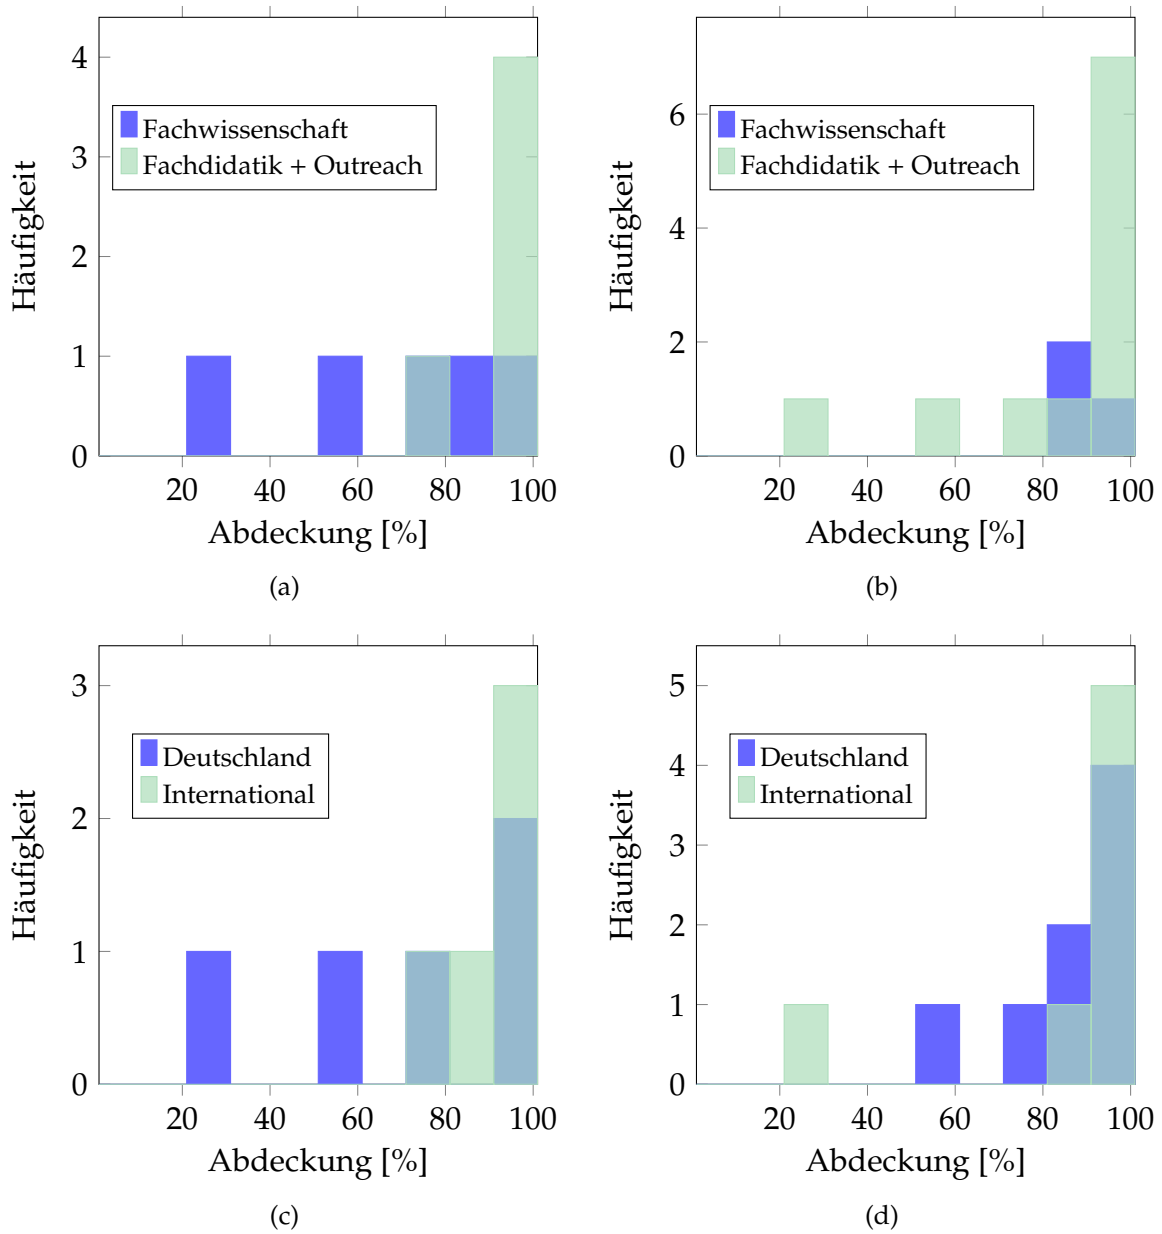 4
3
2
1
0
Häufigkeit
Fachwissenschaft
Fachdidatik + Outreach
20 40 60 80 100
Abdeckung [%]
(a)
6
4
2
0
Häufigkeit
Fachwissenschaft
Fachdidatik + Outreach
20 40 60 80 100
Abdeckung [%]
(b)
3
2
1
0
Häufigkeit
Deutschland
International
20 40 60 80 100
Abdeckung [%]
(c)
5
4
3
2
1
0
Häufigkeit
Deutschland
International
20 40 60 80 100
Abdeckung [%]
(d)